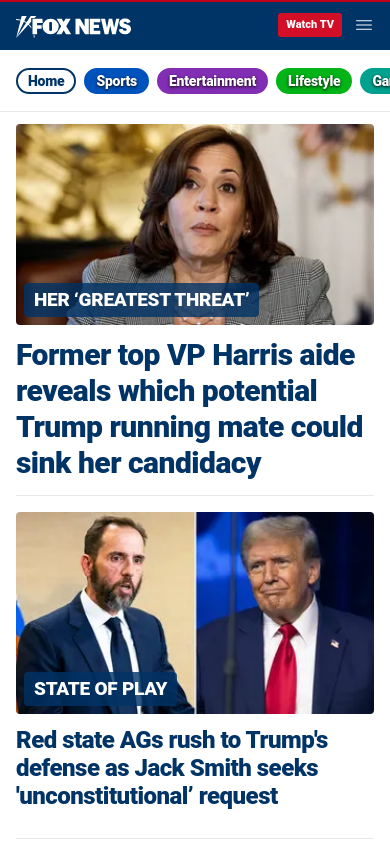 FOX NEWS
Watch TV
Home
Sports
Entertainment
Lifestyle
Ga
HER ‘GREATEST THREAT’
Former top VP Harris aide
reveals which potential
Trump running mate could
sink her candidacy
STATE OF PLAY
Red state AGs rush to Trump's
defense as Jack Smith seeks
'unconstitutional’ request